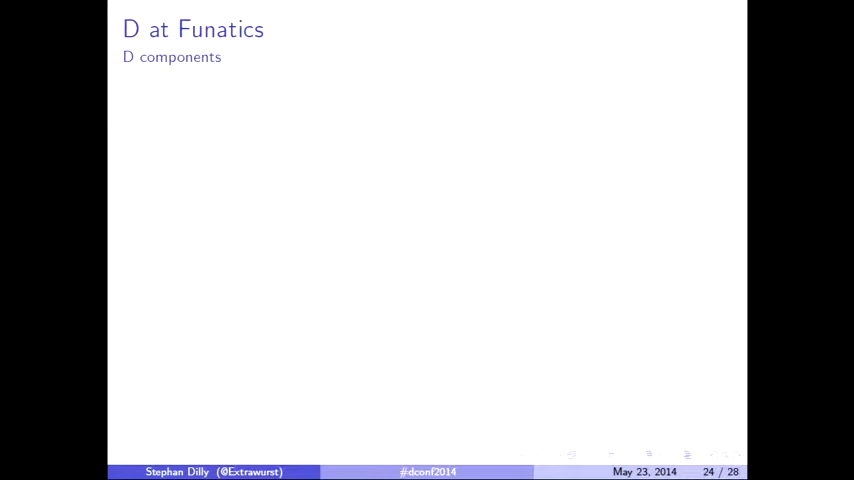 D at Funatics
D components
Stephan Dilly (@Extrawurst) #dconf2014 May 23, 2014 24 / 28